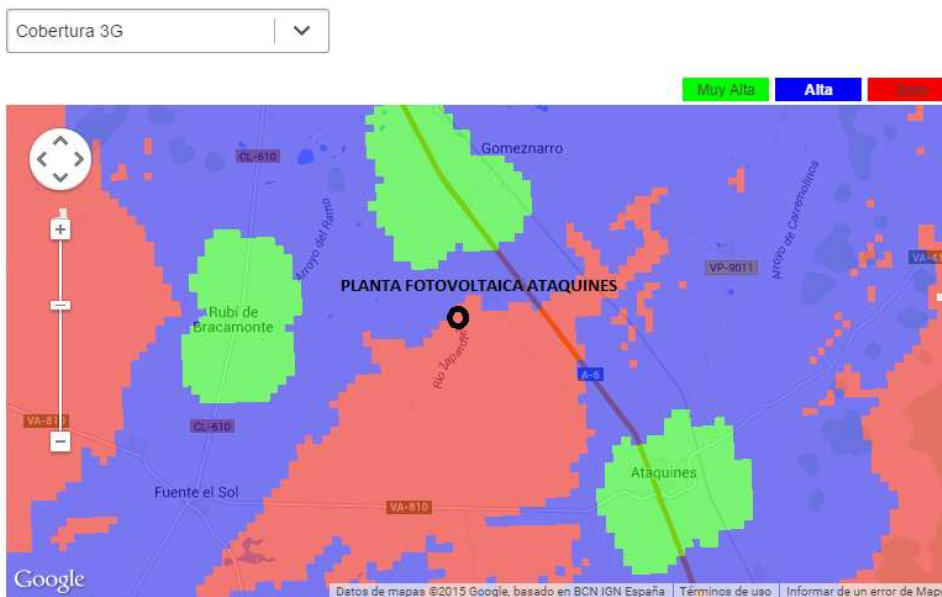 Cobertura 3G
Muy Alta
Alta
CL-610
Gomeznarro
Arroyo del Ramo
VP-9011
Arroyo de Carremolinos
VA-4
PLANTA FOTOVOLTAICA ATAQUINES
Rubí de
Bracamonte
Río Zapardiel
A-6
VA-810
CL-610
Ataquines
Fuente el Sol
VA-810
Google
Datos de mapas ©2015 Google, basado en BCN IGN España
Términos de uso
Informar de un error de Map